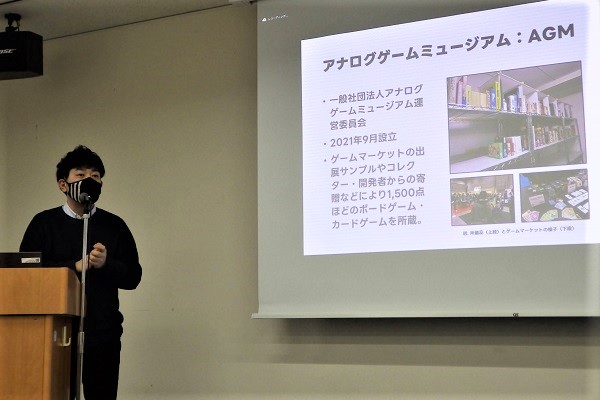 アナログゲームミュージアム：AGM
・一般社団法人アナログ
ゲームミュージアム運
営委員会
・2021年9月設立
・ゲームマーケットの出
展サンプルやコレク
ター・開発者からの寄
贈などにより1,500点
ほどのボードゲーム・
カードゲームを所蔵。
BOSE